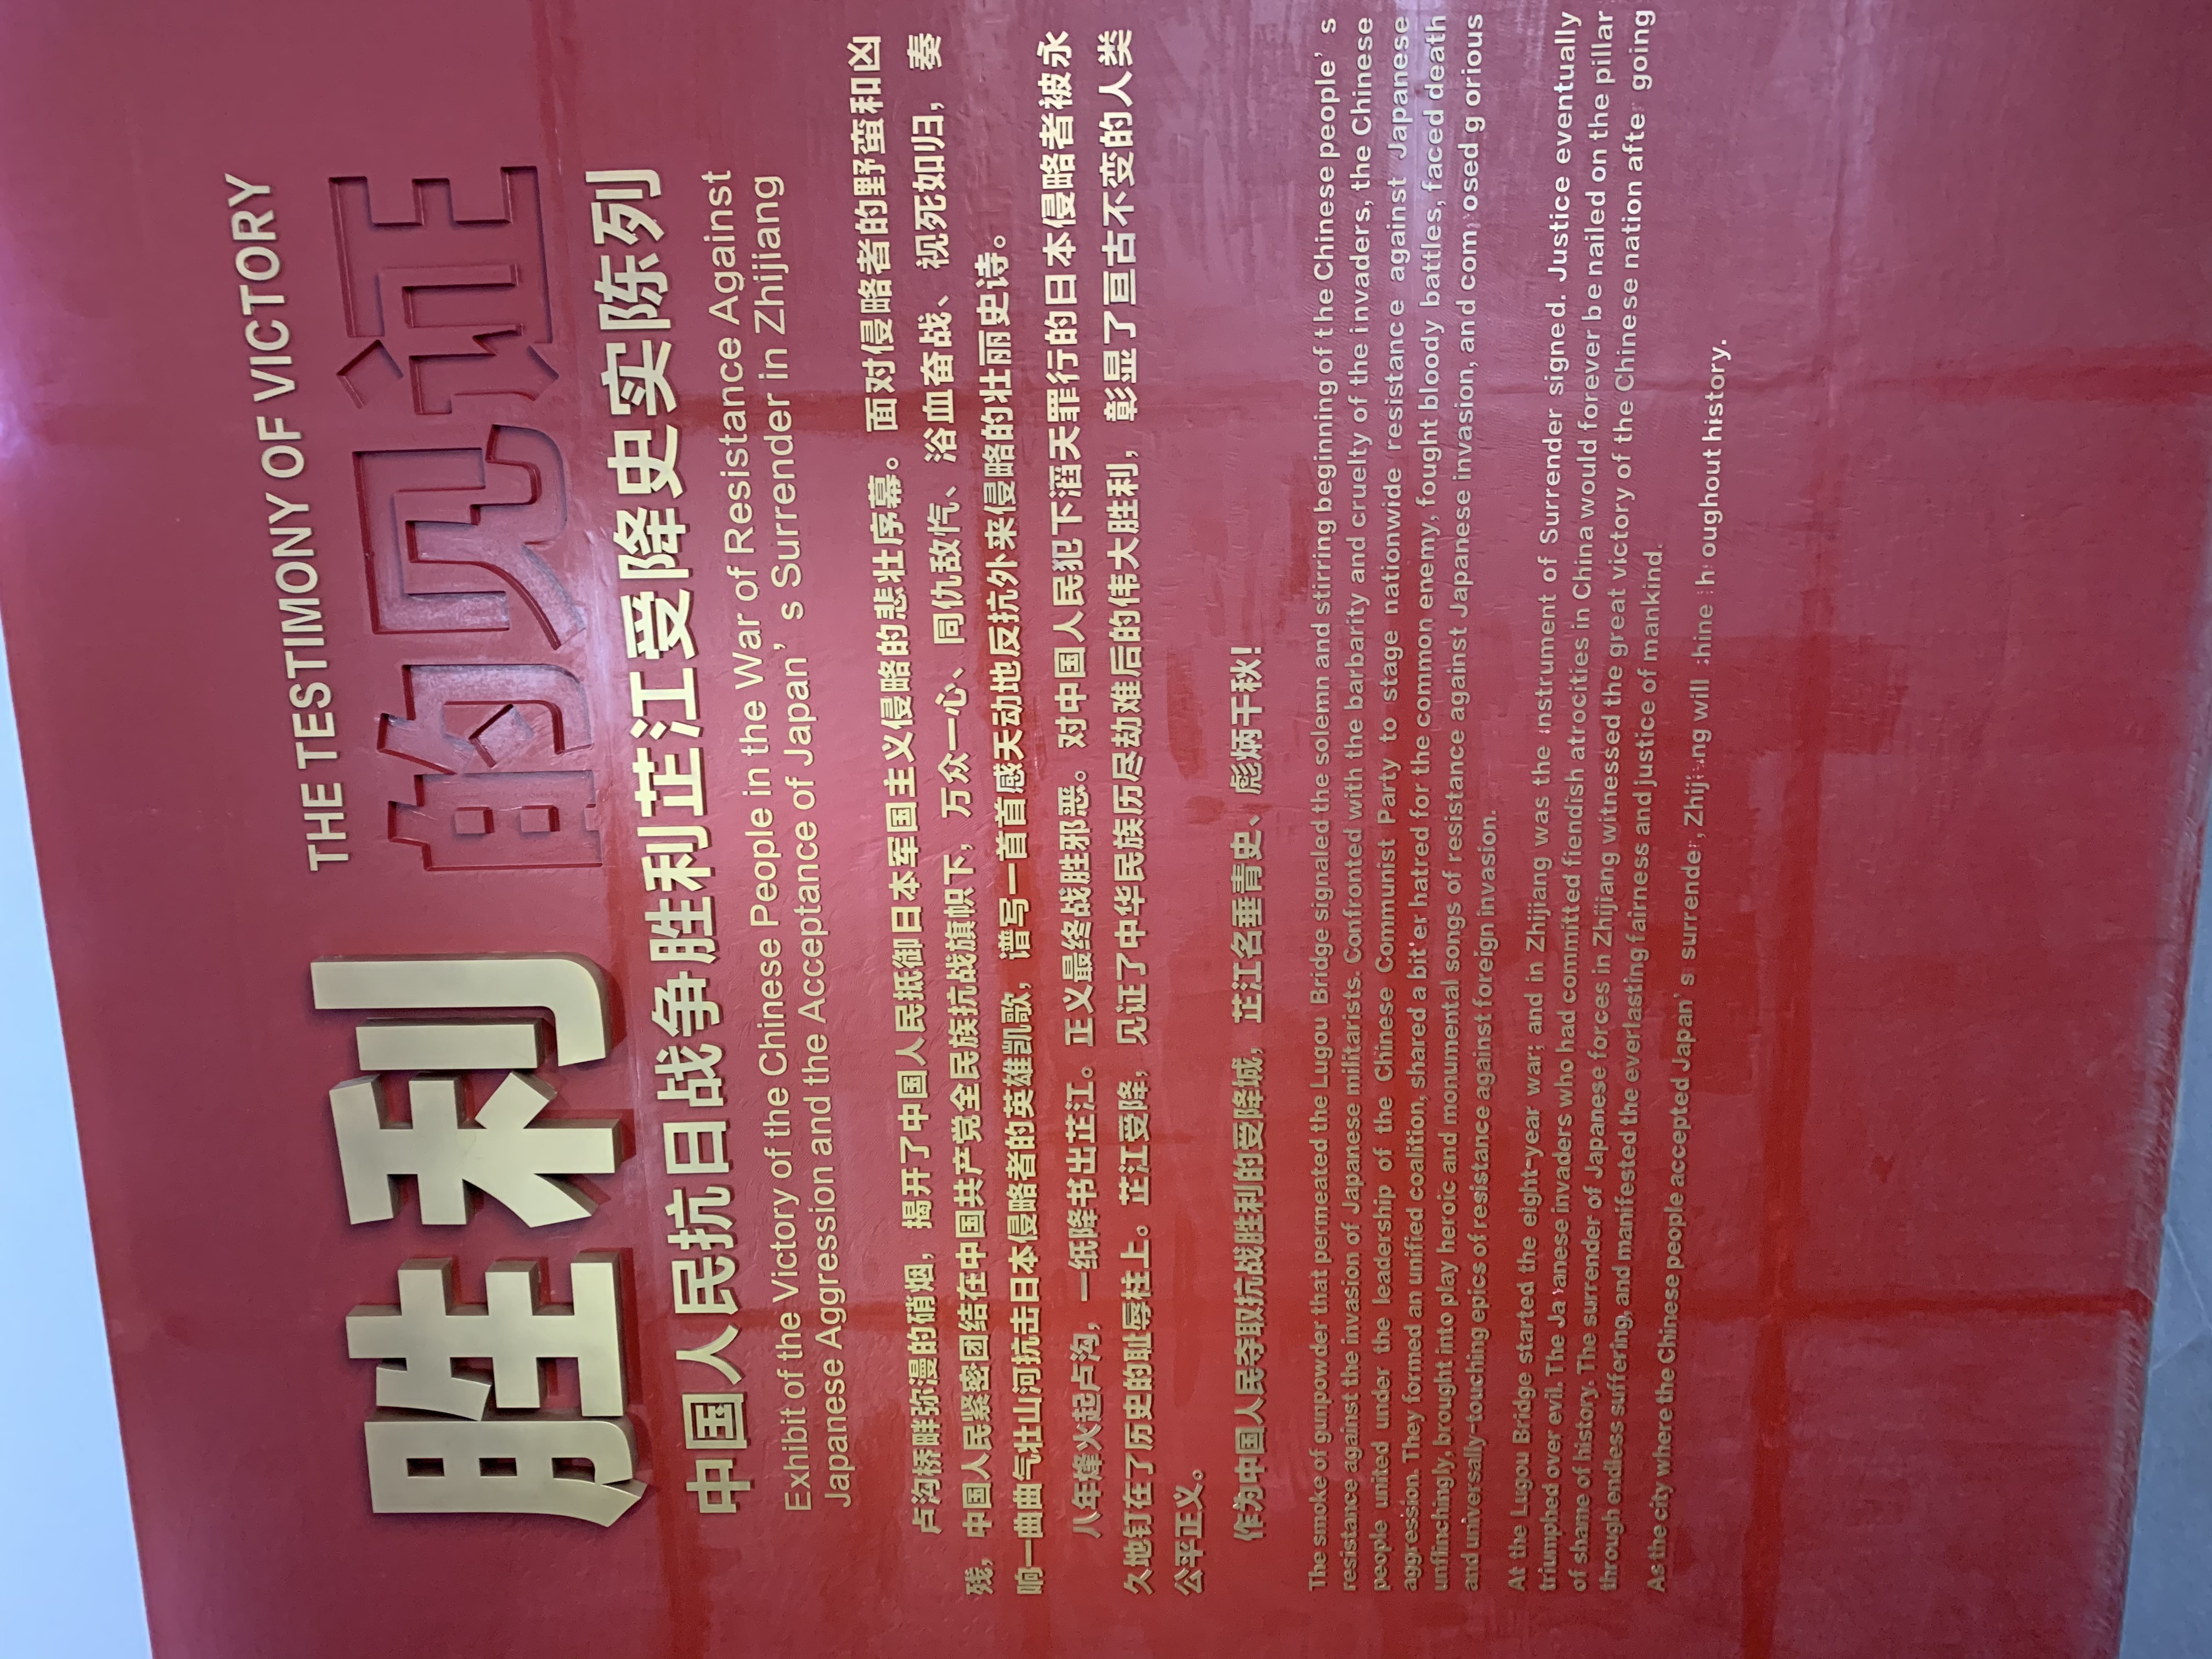 THE TESTIMONY OF VICTORY
胜利的见证
中国人民抗日战争胜利芷江受降史实陈列
Exhibit of the Victory of the Chinese People in the War of Resistance Against
Japanese Aggression and the Acceptance of Japan’s Surrender in Zhijiang
卢沟桥畔弥漫的硝烟，揭开了中国人民抵御日本军国主义侵略的悲壮序幕。面对侵略者的野蛮和凶
残，中国人民紧密团结在中国共产党全民族抗战旗帜下，万众一心、同仇敌忾、浴血奋战、视死如归，奏
响一曲曲气壮山河抗击日本侵略者的英雄凯歌，谱写一首首感天动地反抗外来侵略的壮丽史诗。
八年烽火起卢沟，一纸降书出芷江。正义最终战胜邪恶。对中国人民犯下滔天罪行的日本侵略者被永
久地钉在了历史的耻辱柱上。芷江受降，见证了中华民族历尽劫难后的伟大胜利，彰显了亘古不变的人类
公平正义。
作为中国人民夺取抗战胜利的受降城，芷江名垂青史、彪炳千秋！
The smoke of gunpowder that permeated the Lugou Bridge signaled the solemn and stirring beginning of the Chinese people’s
resistance against the invasion of Japanese militarists. Confronted with the barbarity and cruelty of the invaders, the Chinese
people united under the leadership of the Chinese Communist Party to stage nationwide resistance against Japanese
aggression. They formed an unified coalition, shared a bit er hatred for the common enemy, fought bloody battles, faced death
unflinchingly, brought into play heroic and monumental songs of resistance against Japanese invasion, and com osed g orious
and universally-touching epics of resistance against foreign invasion.
At the Lugou Bridge started the eight-year war; and in Zhijiang was the nstrument of Surrender signed. Justice eventually
triumphed over evil. The Ja anese invaders who had committed fiendish atrocities in China would forever be nailed on the pillar
of shame of history. The surrender of Japanese forces in Zhijiang witnessed the great victory of the Chinese nation afte going
through endless suffering, and manifested the everlasting fairness and justice of mankind.
As the city where the Chinese people accepted Japan’s surrende , Zhij ng will hine h oughout history.